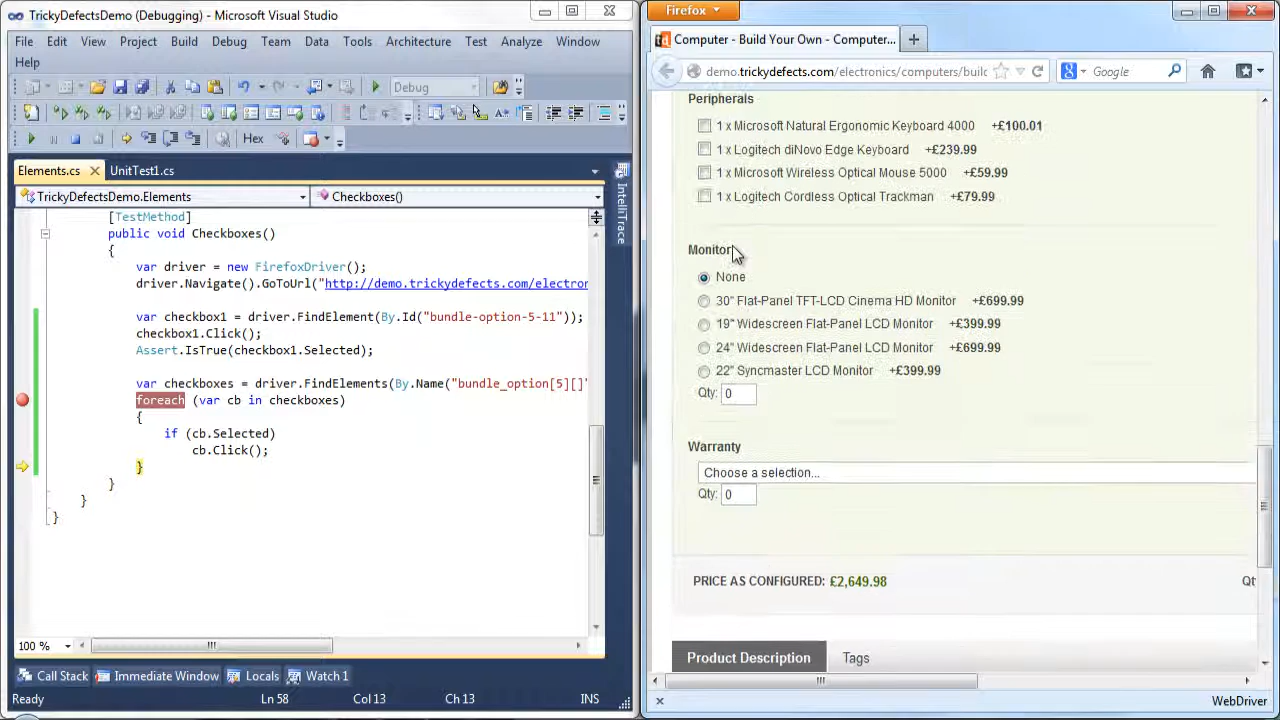 TrickyDefectsDemo (Debugging) - Microsoft Visual Studio
File Edit View Project Build Debug Team Data Tools Architecture Test Analyze Window
Help
Debug
Hex
Elements.cs UnitTest1.cs
TrickyDefectsDemo.Elements Checkboxes()
[TestMethod]
public void Checkboxes()
{
var driver = new FirefoxDriver();
driver.Navigate().GoToUrl("http://demo.trickydefects.com/electron
var checkbox1 = driver.FindElement(By.Id("bundle-option-5-11"));
checkbox1.Click();
Assert.IsTrue(checkbox1.Selected);
var checkboxes = driver.FindElements(By.Name("bundle_option[5][]"
foreach (var cb in checkboxes)
{
if (cb.Selected)
cb.Click();
}
}
}
}
IntelliTrace
100 %
Call Stack Immediate Window Locals Watch 1
Ready Ln 58 Col 13 Ch 13 INS
Firefox
Computer - Build Your Own - Computer...
demo.trickydefects.com/electronics/computers/build
Google
Peripherals
1 x Microsoft Natural Ergonomic Keyboard 4000 +£100.01
1 x Logitech diNovo Edge Keyboard +£239.99
1 x Microsoft Wireless Optical Mouse 5000 +£59.99
1 x Logitech Cordless Optical Trackman +£79.99
Monitor
None
30" Flat-Panel TFT-LCD Cinema HD Monitor +£699.99
19" Widescreen Flat-Panel LCD Monitor +£399.99
24" Widescreen Flat-Panel LCD Monitor +£699.99
22" Syncmaster LCD Monitor +£399.99
Qty: 0
Warranty
Choose a selection...
Qty: 0
PRICE AS CONFIGURED: £2,649.98 Qt
Product Description Tags
WebDriver